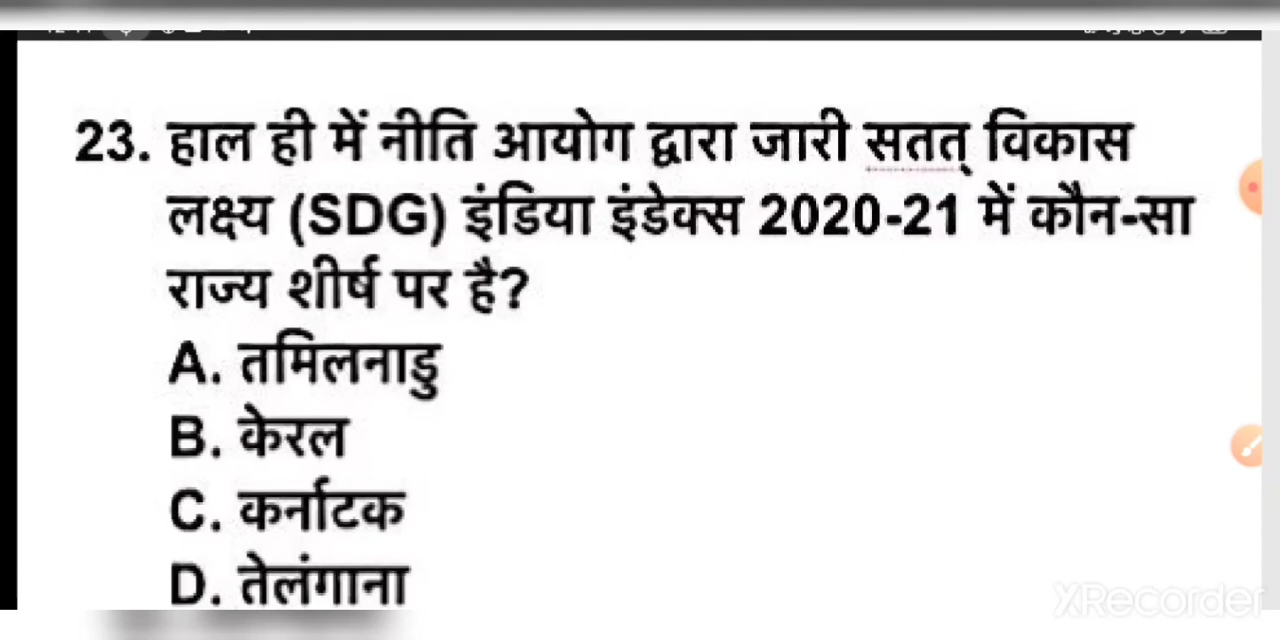 23. हाल ही में नीति आयोग द्वारा जारी सतत् विकास
लक्ष्य (SDG) इंडिया इंडेक्स 2020-21 में कौन-सा
राज्य शीर्ष पर है?
A. तमिलनाडु
B. केरल
C. कर्नाटक
D. तेलंगाना
XRecorder